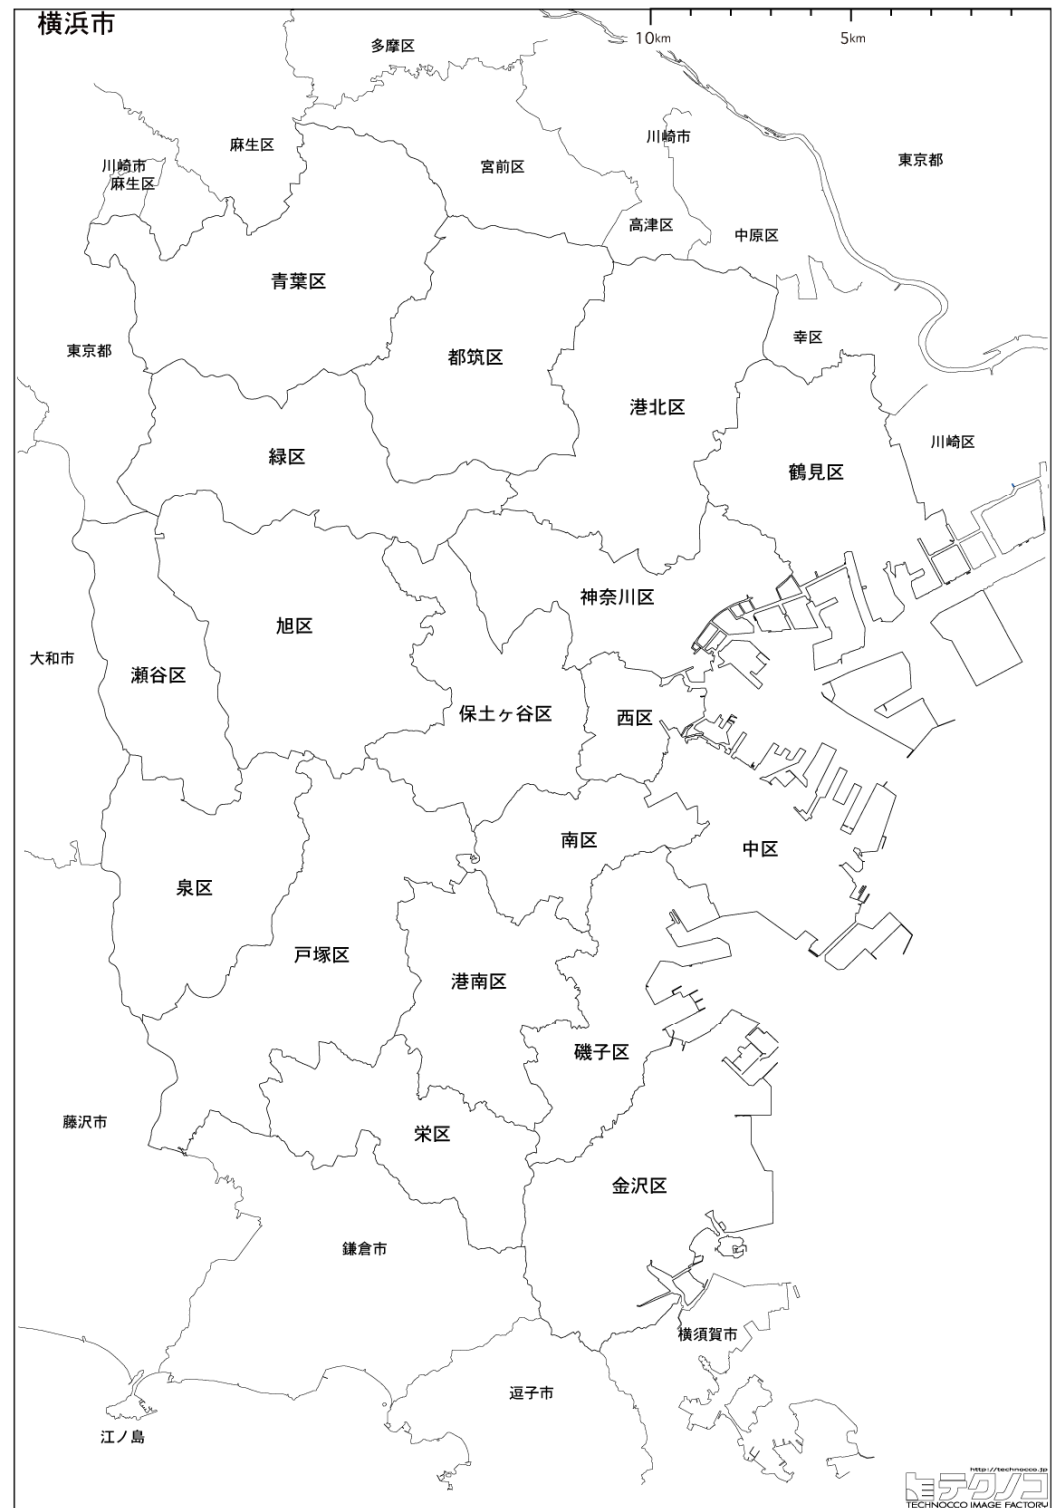 横浜市
10km
5km
多摩区
麻生区
川崎市
麻生区
宮前区
川崎市
東京都
高津区
中原区
青葉区
幸区
東京都
都筑区
港北区
川崎区
緑区
鶴見区
神奈川区
旭区
大和市
瀬谷区
保土ヶ谷区
西区
南区
中区
泉区
戸塚区
港南区
磯子区
藤沢市
栄区
金沢区
鎌倉市
横須賀市
逗子市
江ノ島
http://technocco.jp
テクノコ
TECHNOCCO IMAGE FACTORY